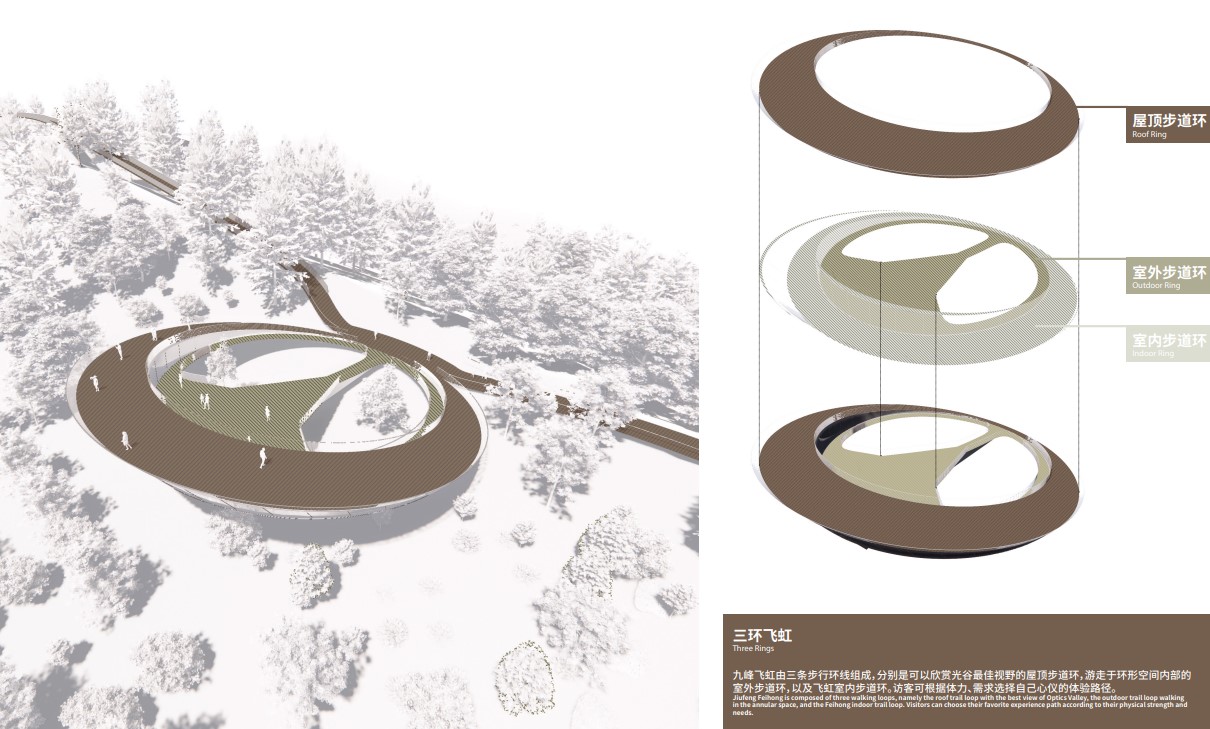 屋顶步道环
Roof Ring
室外步道环
Outdoor Ring
室内步道环
Indoor Ring
三环飞虹
Three Rings
九峰飞虹由三条步行环线组成，分别是可以欣赏光谷最佳视野的屋顶步道环，游走于环形空间内部的
室外步道环，以及飞虹室内步道环。访客可根据体力、需求选择自己心仪的体验路径。
Jiufeng Feihong is composed of three walking loops, namely the roof trail loop with the best view of Optics Valley, the outdoor trail loop walking
in the annular space, and the Feihong indoor trail loop. Visitors can choose their favorite experience path according to their physical strength and
needs.